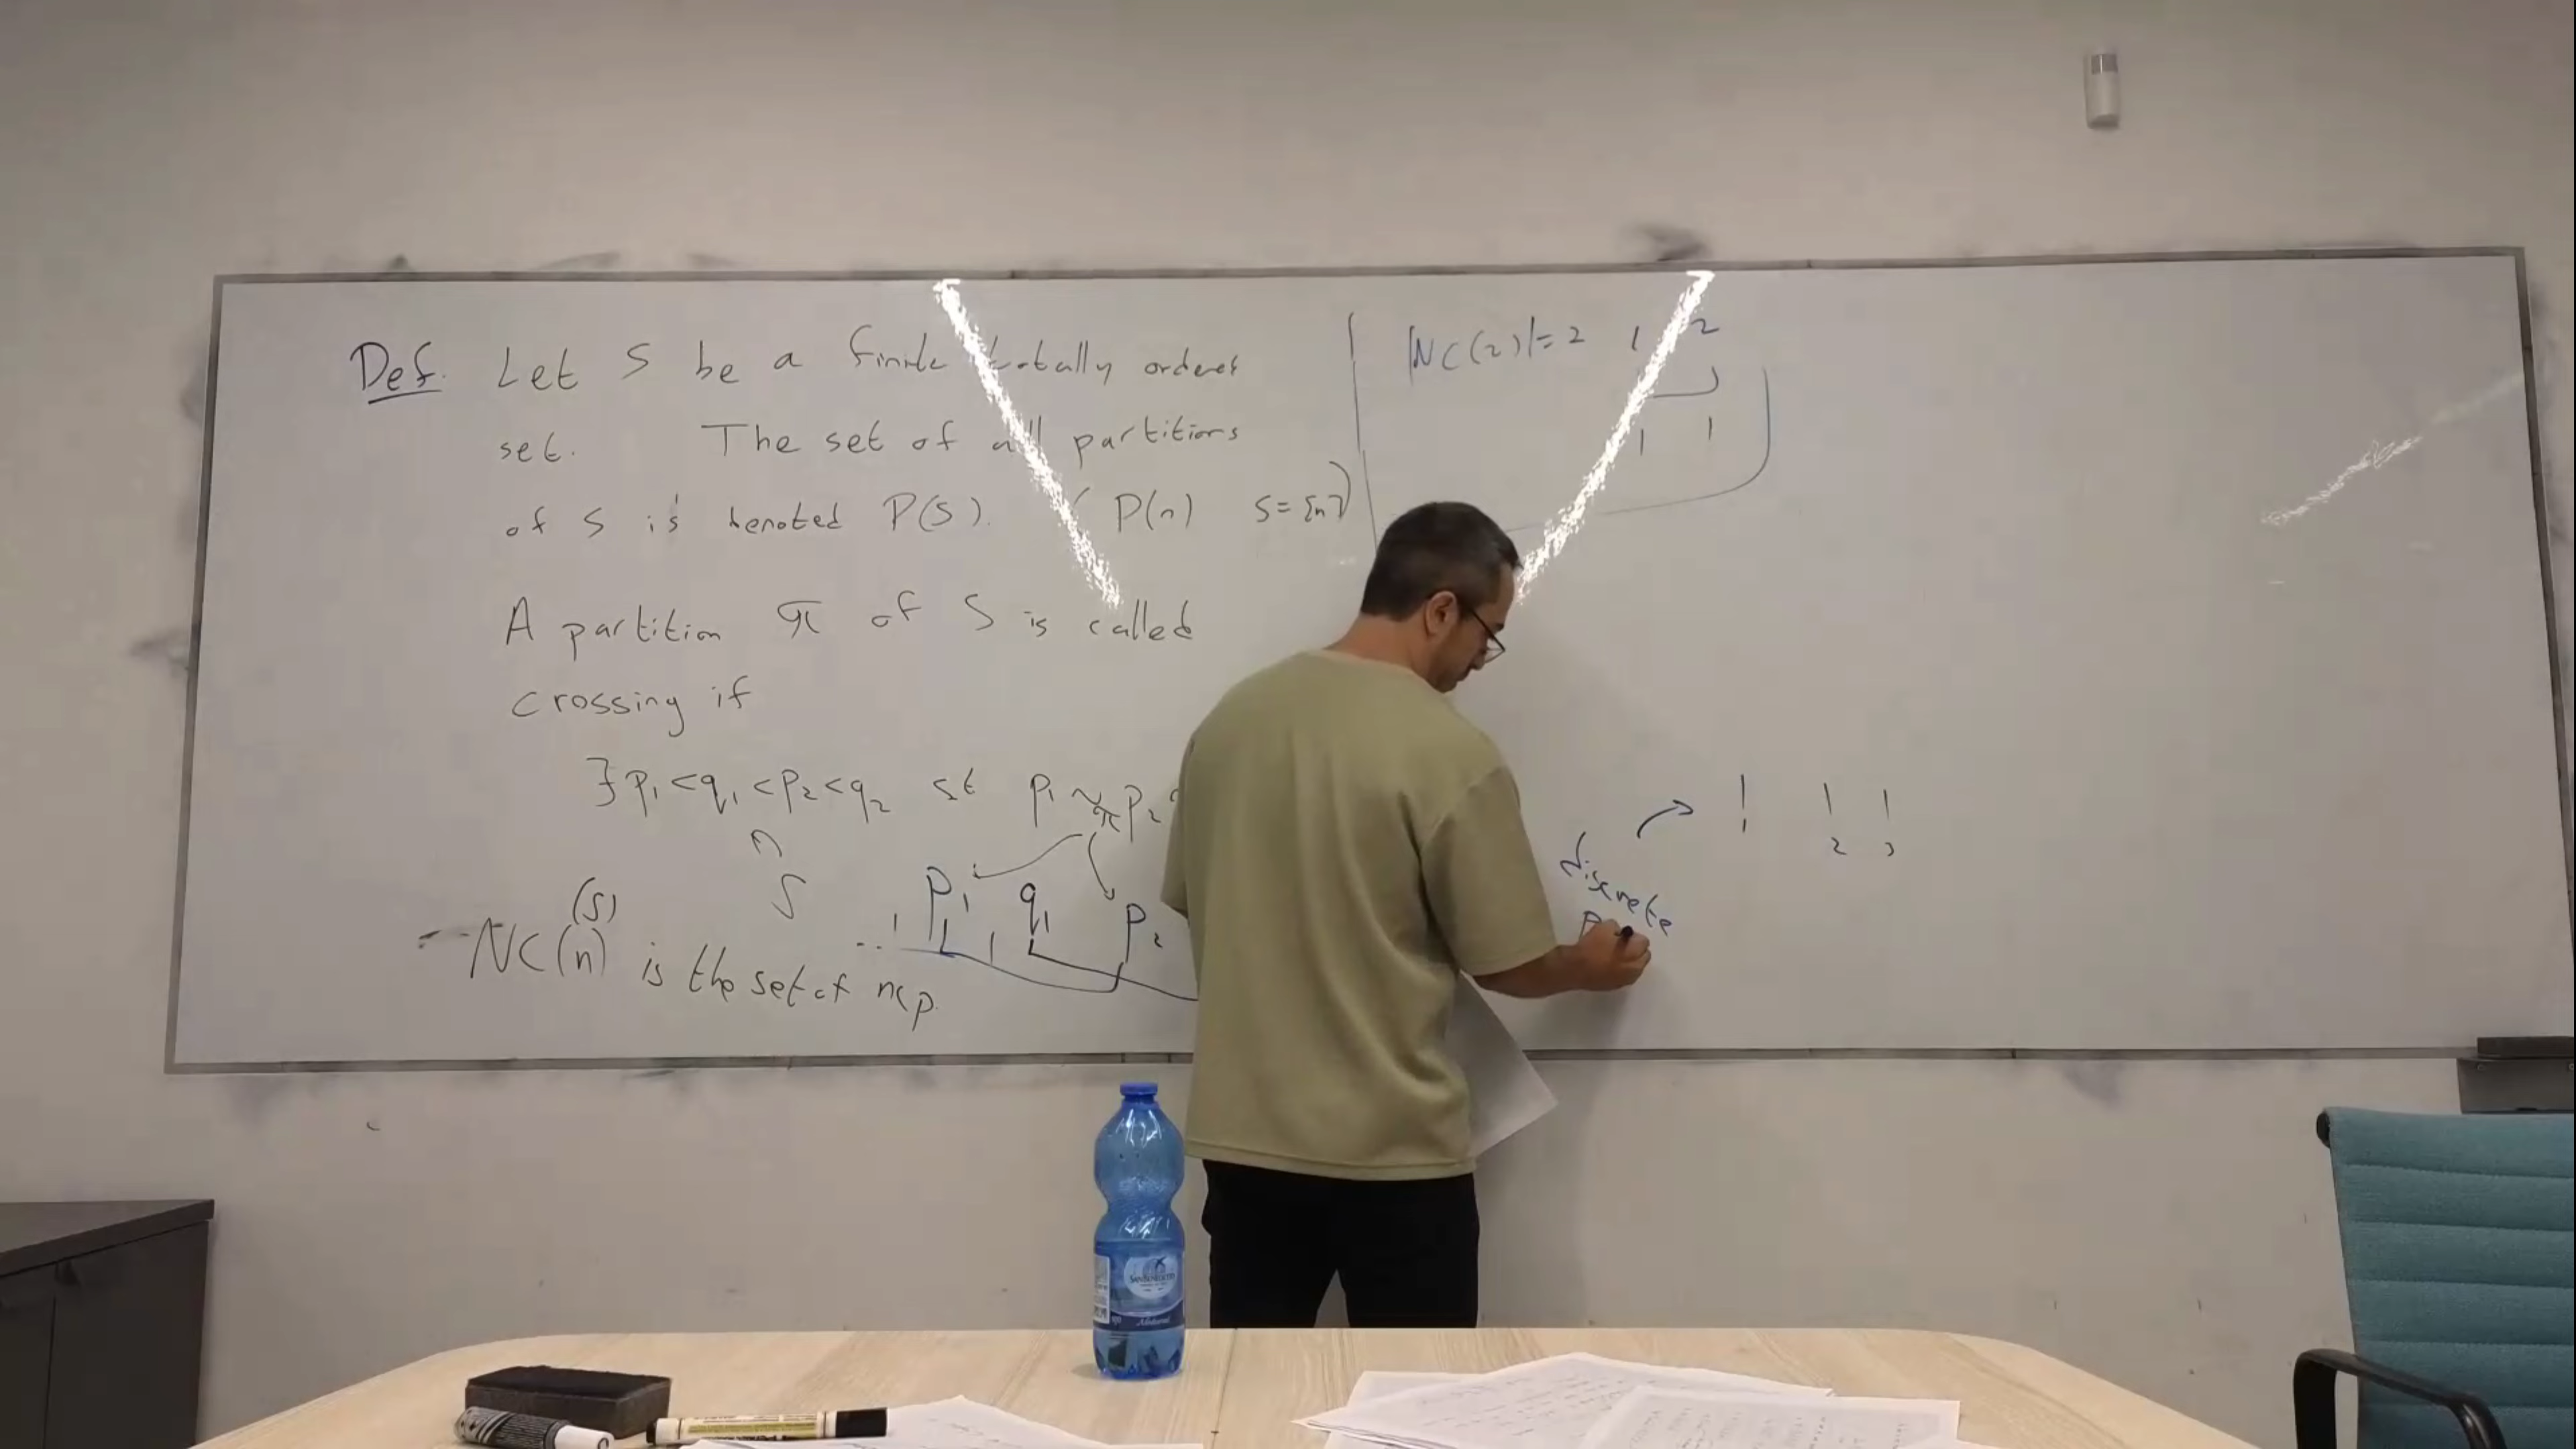 Def. Let S be a finite totally ordered
set. The set of all partitions
of S is denoted P(S). ( P(n) S=[n])
A partition π of S is called
crossing if
∃ p₁<q₁<p₂<q₂ st p₁ ~π p₂
∩
S
p₁ q₁ p₂
(S)
NC(n) is the set of ncp.
|NC(2)|=2 1 2
discrete
1 2 3